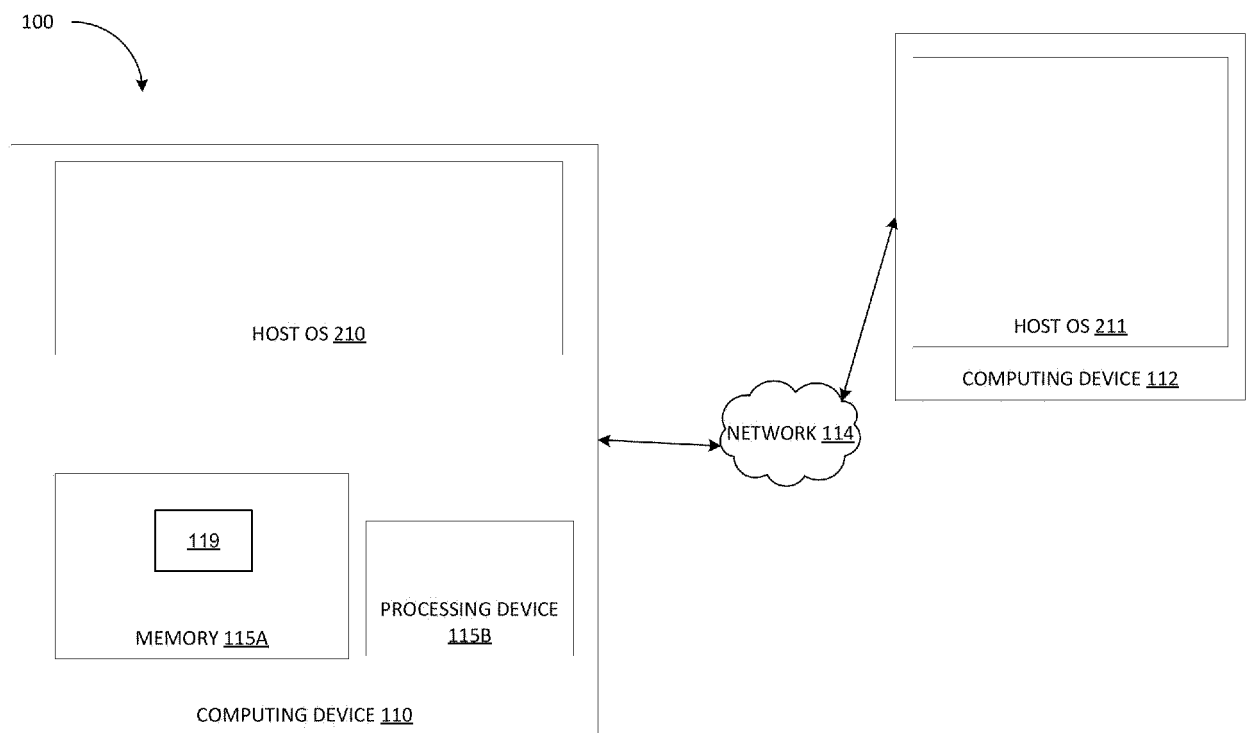 100
HOST OS 210
HOST OS 211
COMPUTING DEVICE 112
NETWORK 114
119
MEMORY 115A
PROCESSING DEVICE
115B
COMPUTING DEVICE 110